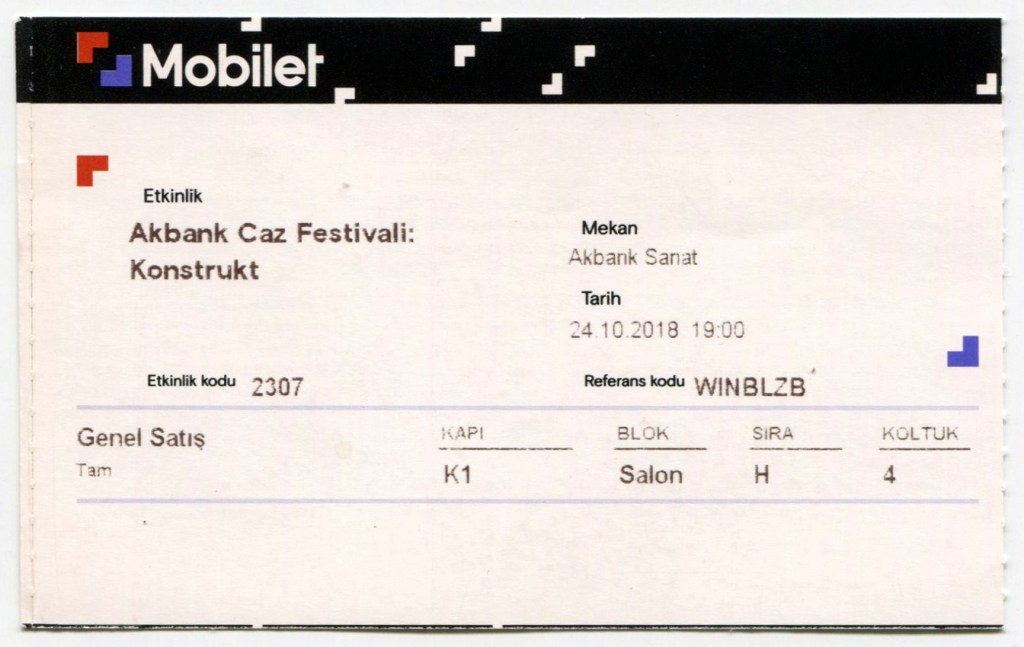 Mobilet
Etkinlik
Akbank Caz Festivali:
Konstrukt
Mekan
Akbank Sanat
Tarih
24.10.2018 19:00
Etkinlik kodu 2307
Referans kodu WINBLZB
Genel Satış
Tam
KAPI BLOK SIRA KOLTUK
K1 Salon H 4